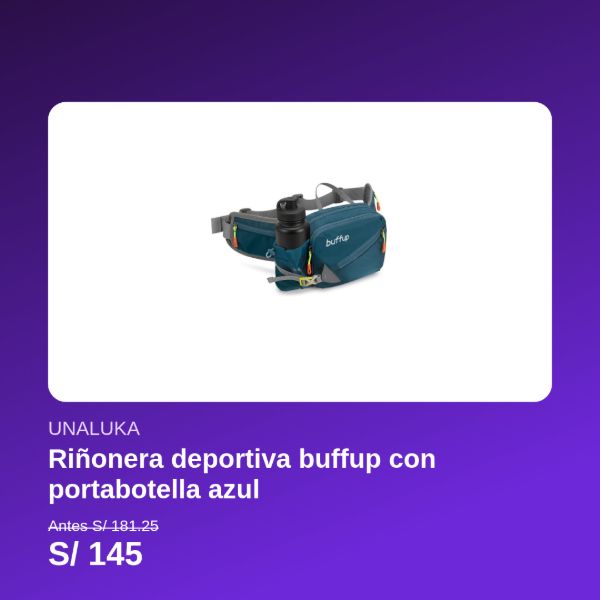 buffup
UNALUKA
Riñonera deportiva buffup con
portabotella azul
Antes S/ 181.25
S/ 145